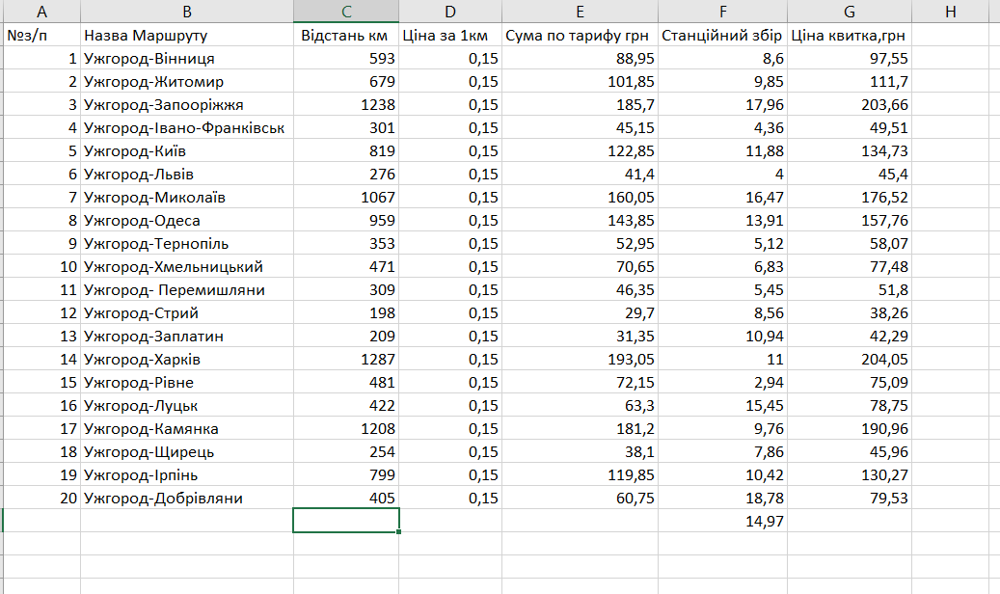 A B C D E F G H
№з/п Назва Маршруту Відстань км Ціна за 1км Сума по тарифу грн Станційний збір Ціна квитка,грн
1 Ужгород-Вінниця 593 0,15 88,95 8,6 97,55
2 Ужгород-Житомир 679 0,15 101,85 9,85 111,7
3 Ужгород-Запооріжжя 1238 0,15 185,7 17,96 203,66
4 Ужгород-Івано-Франківськ 301 0,15 45,15 4,36 49,51
5 Ужгород-Київ 819 0,15 122,85 11,88 134,73
6 Ужгород-Львів 276 0,15 41,4 4 45,4
7 Ужгород-Миколаїв 1067 0,15 160,05 16,47 176,52
8 Ужгород-Одеса 959 0,15 143,85 13,91 157,76
9 Ужгород-Тернопіль 353 0,15 52,95 5,12 58,07
10 Ужгород-Хмельницький 471 0,15 70,65 6,83 77,48
11 Ужгород- Перемишляни 309 0,15 46,35 5,45 51,8
12 Ужгород-Стрий 198 0,15 29,7 8,56 38,26
13 Ужгород-Заплатин 209 0,15 31,35 10,94 42,29
14 Ужгород-Харків 1287 0,15 193,05 11 204,05
15 Ужгород-Рівне 481 0,15 72,15 2,94 75,09
16 Ужгород-Луцьк 422 0,15 63,3 15,45 78,75
17 Ужгород-Камянка 1208 0,15 181,2 9,76 190,96
18 Ужгород-Щирець 254 0,15 38,1 7,86 45,96
19 Ужгород-Ірпінь 799 0,15 119,85 10,42 130,27
20 Ужгород-Добрівляни 405 0,15 60,75 18,78 79,53
14,97